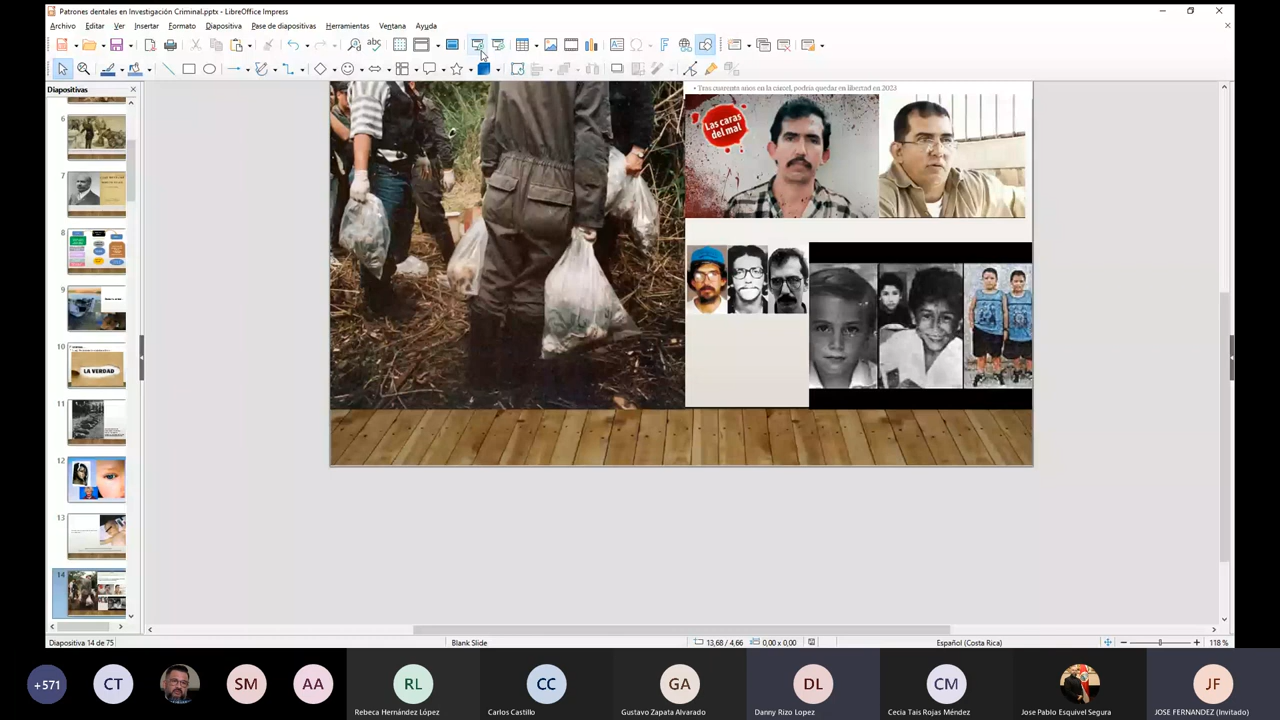 Patrones dentales en Investigación Criminal.pptx - LibreOffice Impress
Archivo Editar Ver Insertar Formato Diapositiva Pase de diapositivas Herramientas Ventana Ayuda
Diapositivas
• Tras cuarenta años en la cárcel, podría quedar en libertad en 2023
Las caras
del mal
6
7
8
9
10
LA VERDAD
11
12
13
14
Diapositiva 14 de 75
Blank Slide
13,68 / 4,66
0,00 x 0,00
Español (Costa Rica)
118 %
+571
CT
SM
AA
RL
CC
GA
DL
CM
JF
Rebeca Hernández López
Carlos Castillo
Gustavo Zapata Alvarado
Danny Rizo Lopez
Cecia Tais Rojas Méndez
Jose Pablo Esquivel Segura
JOSE FERNANDEZ (Invitado)